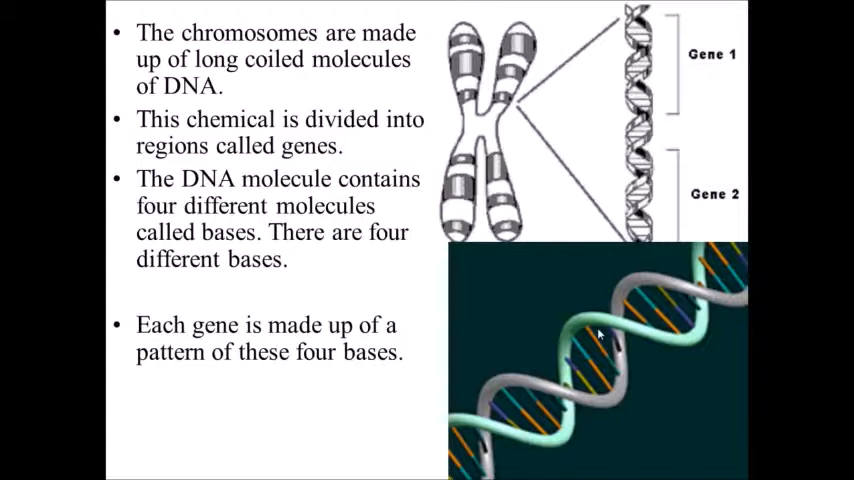 • The chromosomes are made
up of long coiled molecules
of DNA.
• This chemical is divided into
regions called genes.
• The DNA molecule contains
four different molecules
called bases. There are four
different bases.
• Each gene is made up of a
pattern of these four bases.
Gene 1
Gene 2